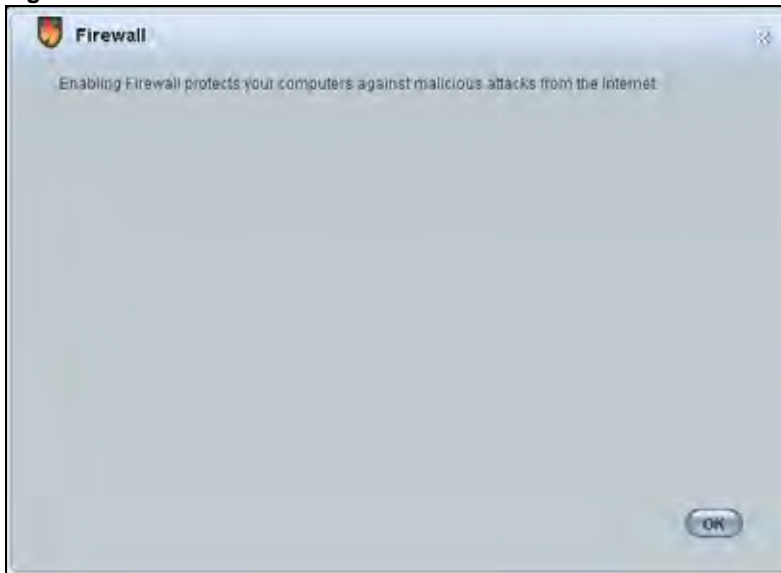 Firewall
Enabling Firewall protects your computers against malicious attacks from the Internet.
OK